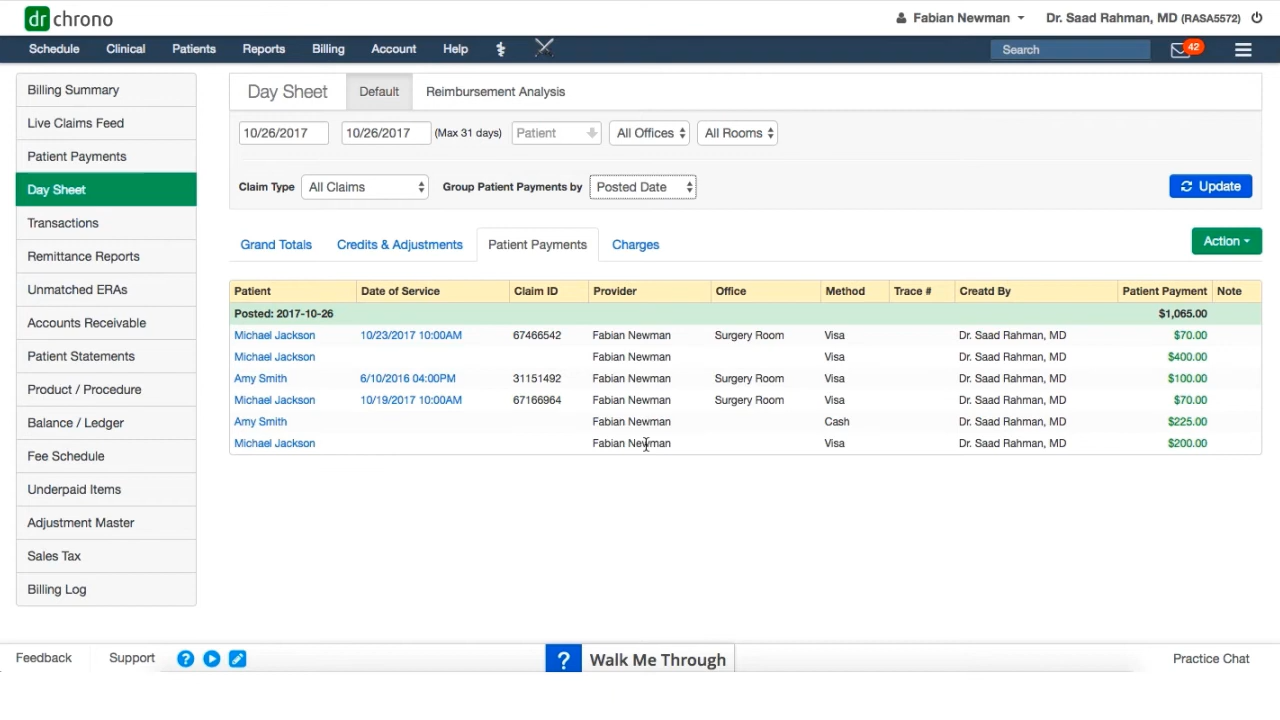 dr chrono Fabian Newman Dr. Saad Rahman, MD (RASA5572)
Schedule Clinical Patients Reports Billing Account Help Search 42
Billing Summary
Live Claims Feed
Patient Payments
Day Sheet
Transactions
Remittance Reports
Unmatched ERAs
Accounts Receivable
Patient Statements
Product / Procedure
Balance / Ledger
Fee Schedule
Underpaid Items
Adjustment Master
Sales Tax
Billing Log
Day Sheet Default Reimbursement Analysis
10/26/2017 10/26/2017 (Max 31 days) Patient All Offices All Rooms
Claim Type All Claims Group Patient Payments by Posted Date Update
Grand Totals Credits & Adjustments Patient Payments Charges Action
Patient Date of Service Claim ID Provider Office Method Trace # Creatd By Patient Payment Note
Posted: 2017-10-26 $1,065.00
Michael Jackson 10/23/2017 10:00AM 67466542 Fabian Newman Surgery Room Visa Dr. Saad Rahman, MD $70.00
Michael Jackson Fabian Newman Visa Dr. Saad Rahman, MD $400.00
Amy Smith 6/10/2016 04:00PM 31151492 Fabian Newman Surgery Room Visa Dr. Saad Rahman, MD $100.00
Michael Jackson 10/19/2017 10:00AM 67166964 Fabian Newman Surgery Room Visa Dr. Saad Rahman, MD $70.00
Amy Smith Fabian Newman Cash Dr. Saad Rahman, MD $225.00
Michael Jackson Fabian Newman Visa Dr. Saad Rahman, MD $200.00
Feedback Support ? ? Walk Me Through Practice Chat